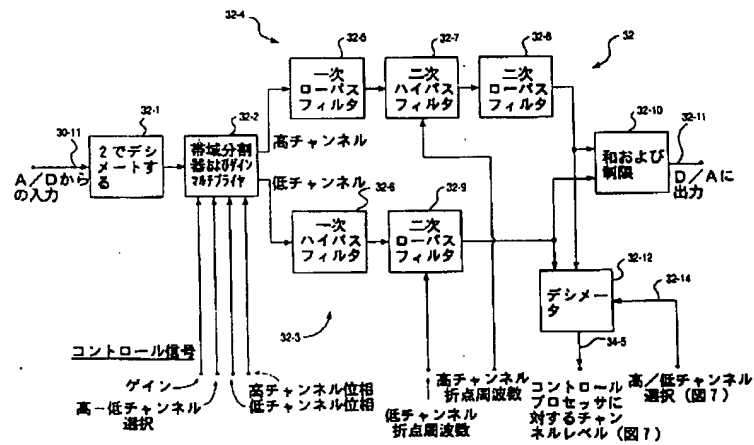 32-4
32-5
32-7
32-8
32
一次
ローパス
フィルタ
二次
ハイパス
フィルタ
二次
ローパス
フィルタ
32-1
32-2
30-11
2でデシ
メートす
る
帯域分割
器およびゲイン
マルチプライヤ
A/Dから
の入力
高チャンネル
低チャンネル
32-10
32-11
和および
制限
D/Aに
出力
32-6
32-9
一次
ハイパス
フィルタ
二次
ローパス
フィルタ
32-12
32-14
デシメー
タ
32-3
34-5
コントロール信号
ゲイン
高-低チャンネル
選択
高チャンネル位相
低チャンネル位相
高チャンネル
折点周波数
低チャンネル
折点周波数
コントロール
プロセッサに
対するチャン
ネルレベル(図7)
高/低チャンネル
選択(図7)